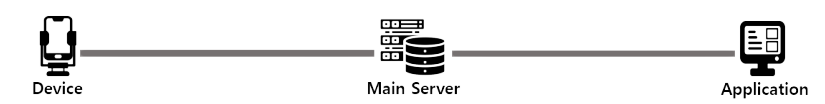 Device
Main Server
Application